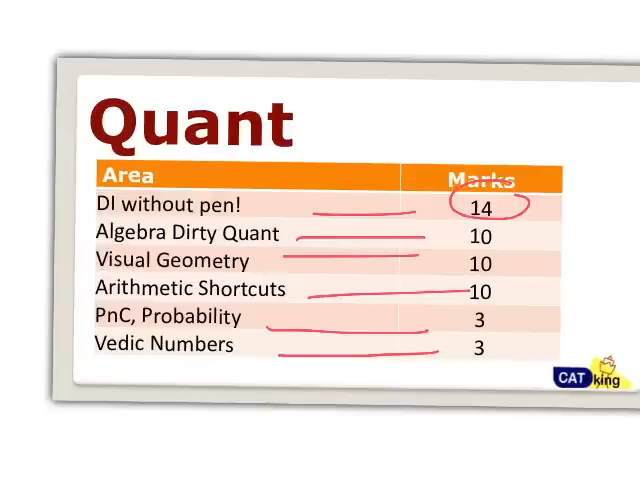 Quant
Area Marks
DI without pen! 14
Algebra Dirty Quant 10
Visual Geometry 10
Arithmetic Shortcuts 10
PnC, Probability 3
Vedic Numbers 3
CAT king